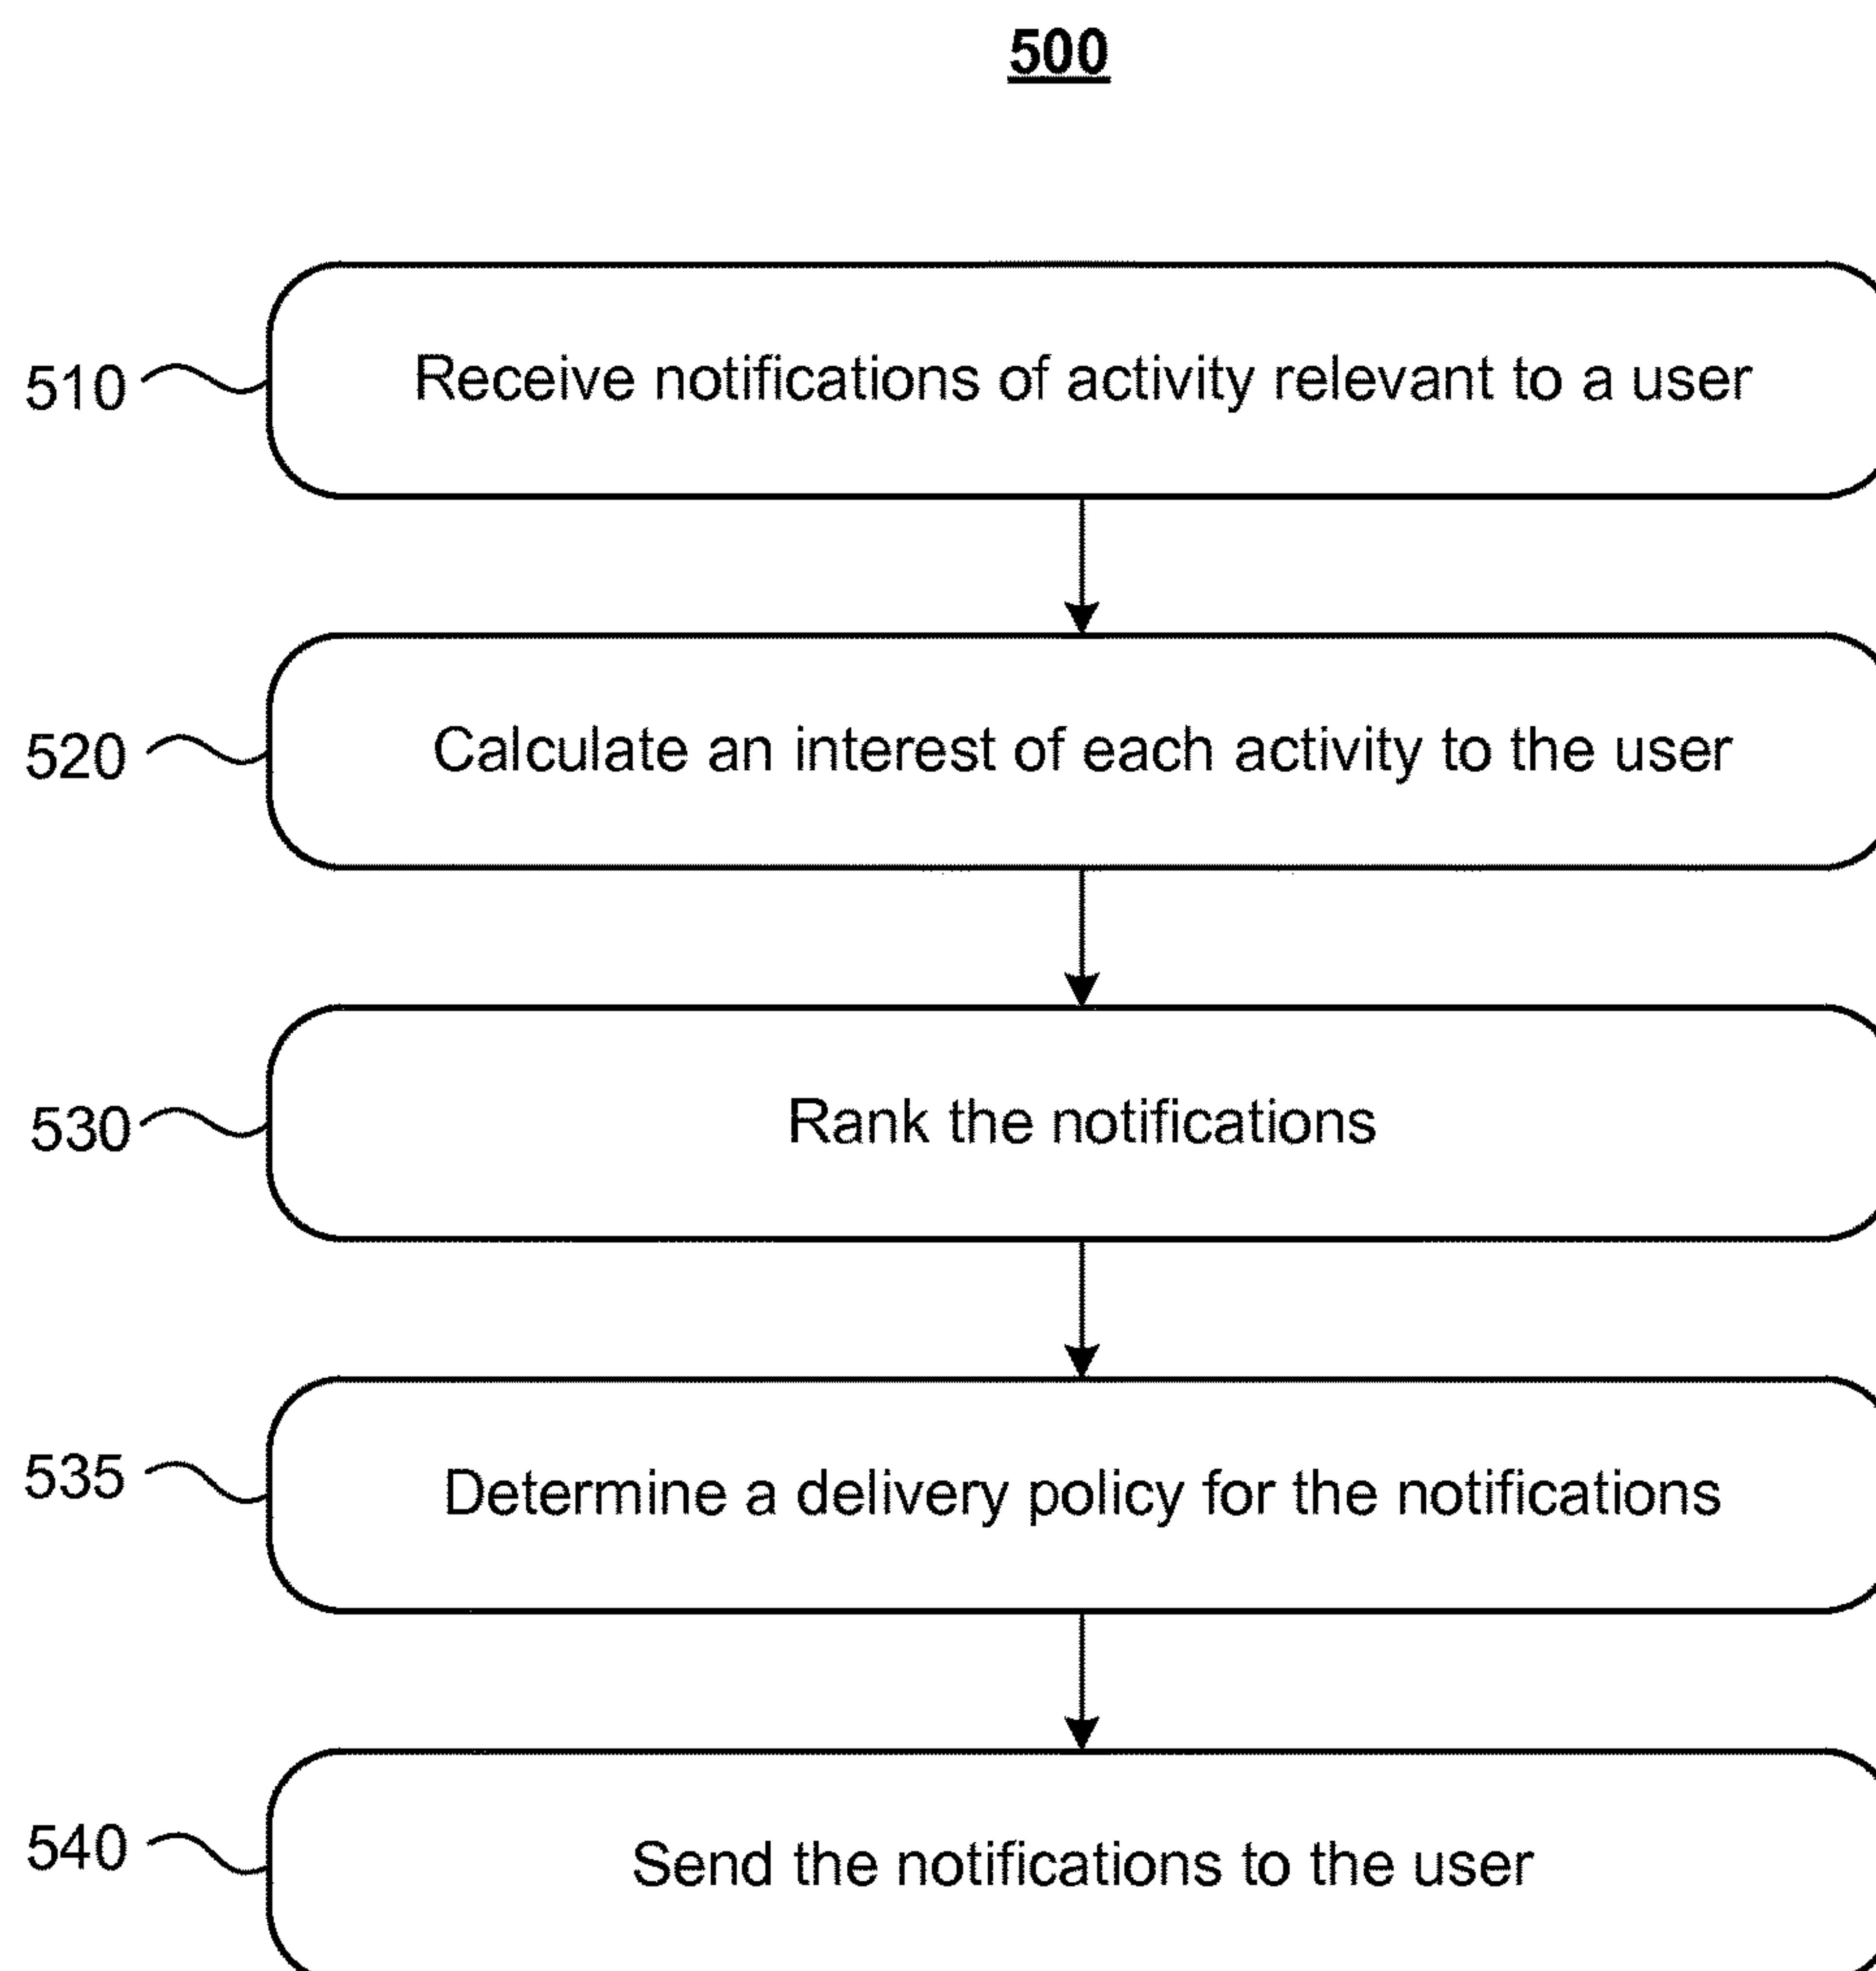 500
510
Receive notifications of activity relevant to a user
520
Calculate an interest of each activity to the user
530
Rank the notifications
535
Determine a delivery policy for the notifications
540
Send the notifications to the user